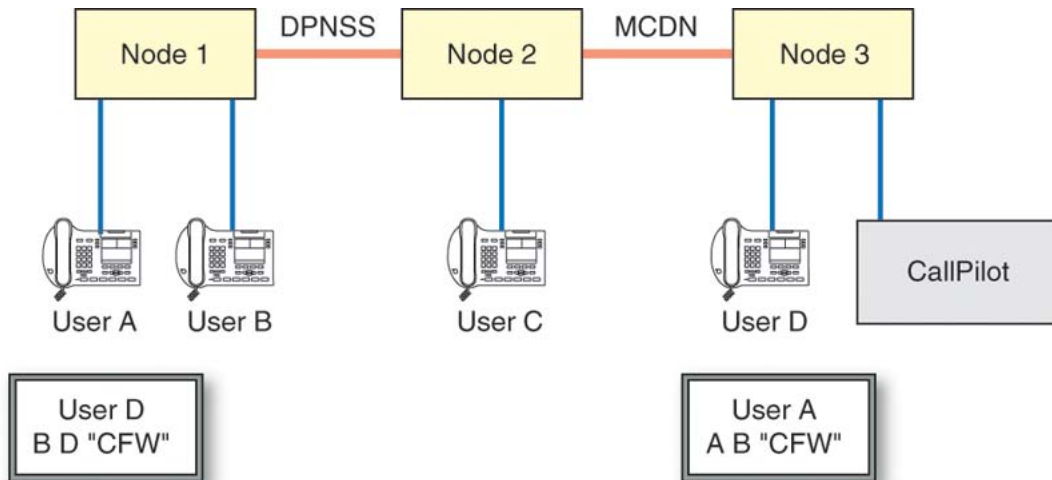 DPNSS
MCDN
Node 1
Node 2
Node 3
CallPilot
User A
User B
User C
User D
User D
B D "CFW"
User A
A B "CFW"